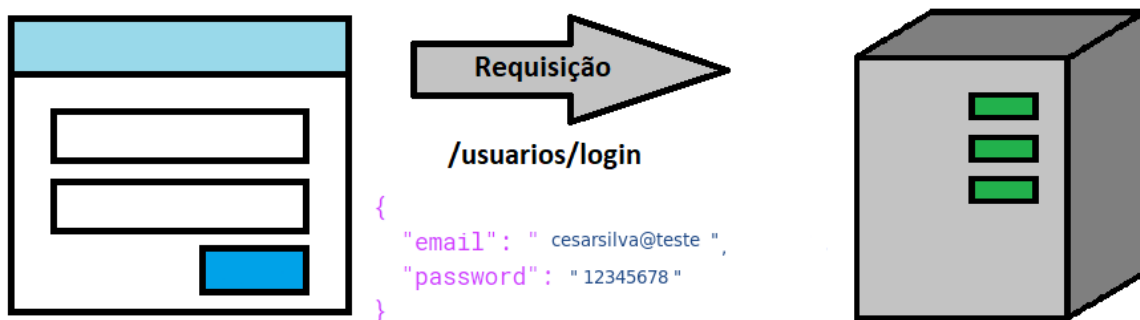 Requisição
/usuarios/login
{
"email": " cesarsilva@teste ",
"password": "12345678"
}